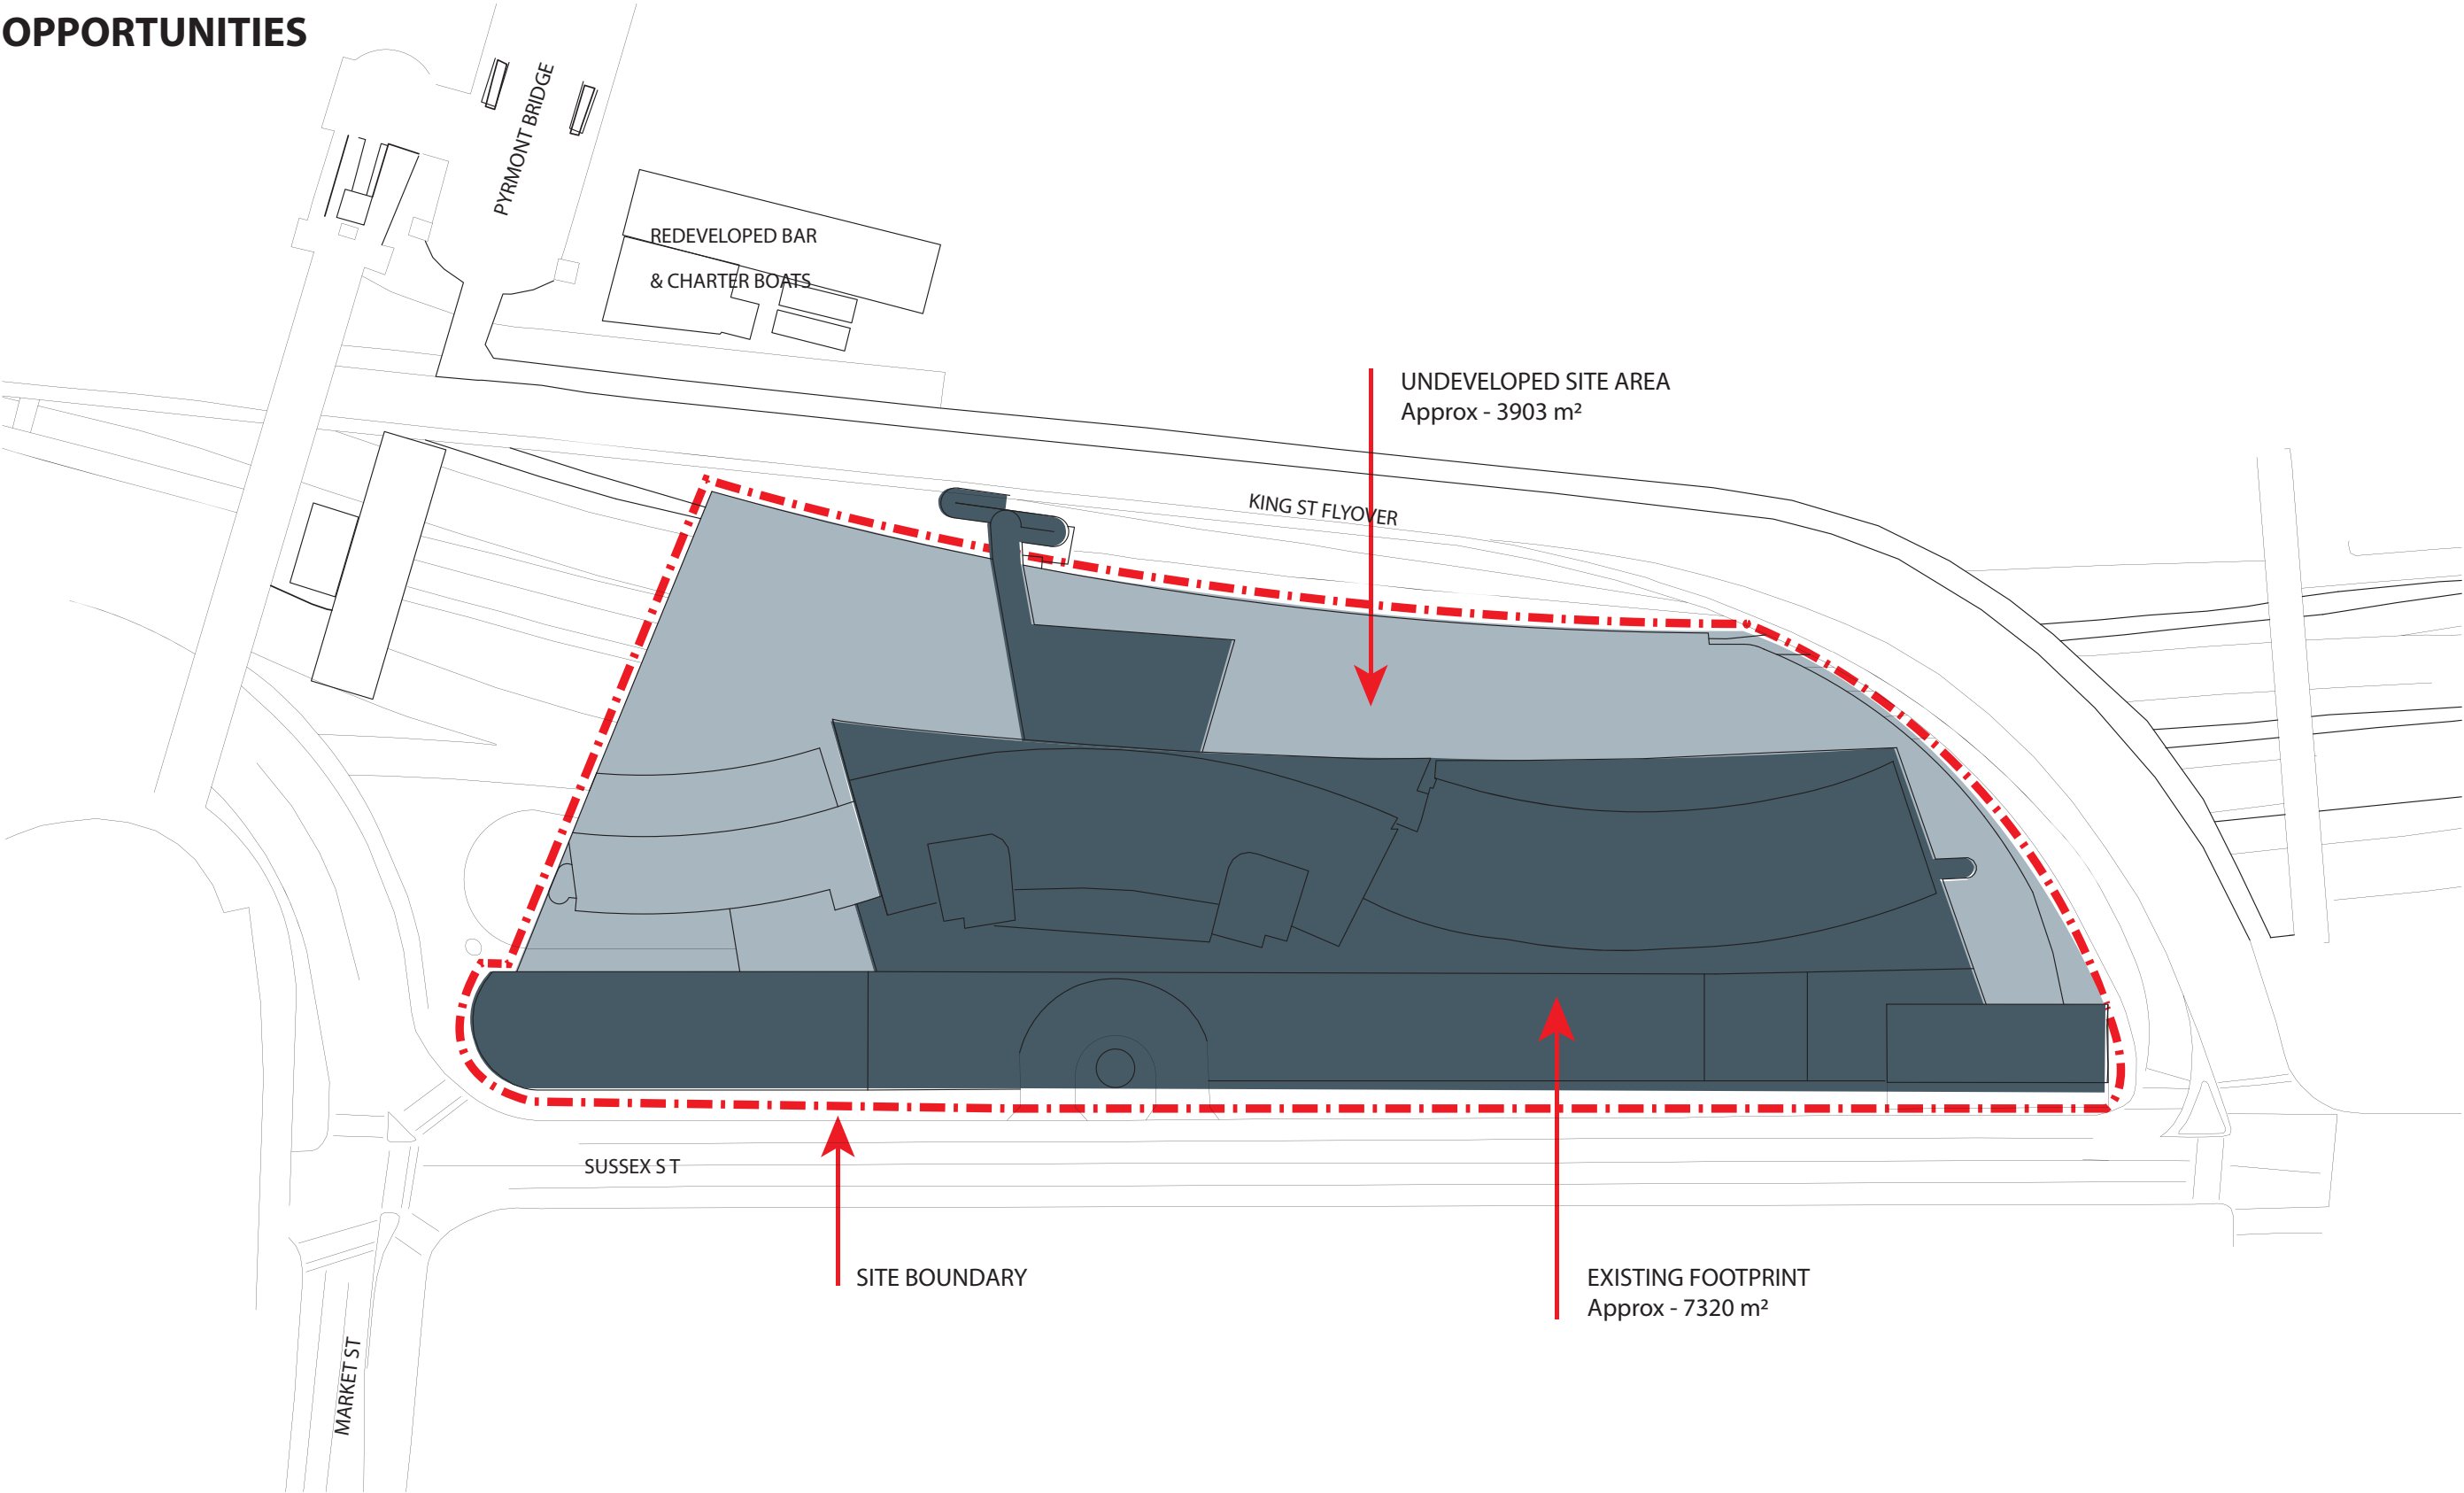 OPPORTUNITIES
PYRMONT BRIDGE
REDEVELOPED BAR
& CHARTER BOATS
UNDEVELOPED SITE AREA
Approx - 3903 m²
KING ST FLYOVER
SUSSEX S T
SITE BOUNDARY
EXISTING FOOTPRINT
Approx - 7320 m²
MARKET ST